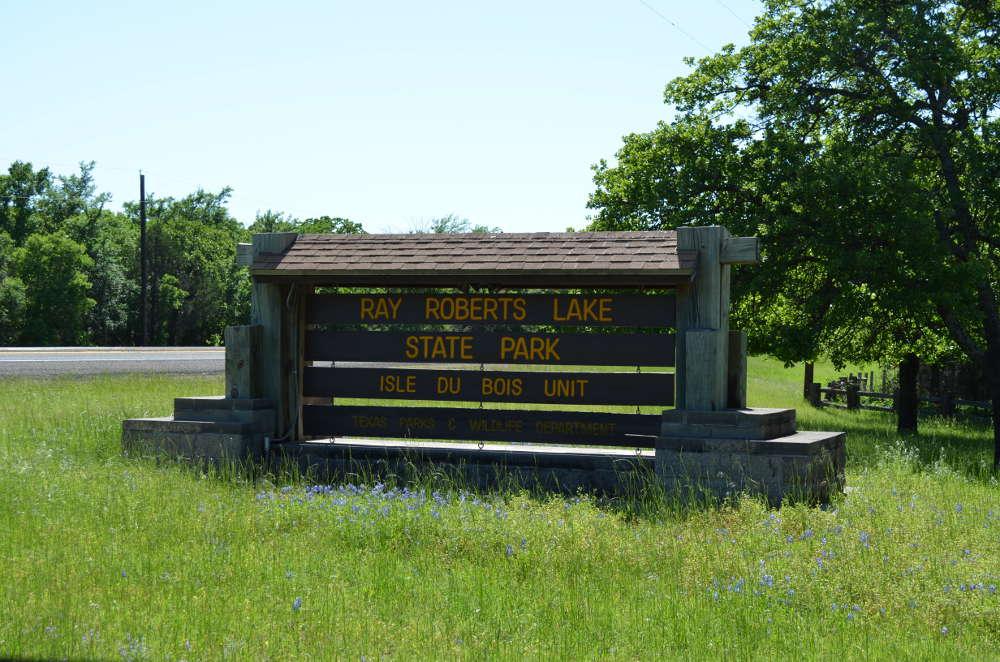 RAY ROBERTS LAKE
STATE PARK
ISLE DU BOIS UNIT
TEXAS PARKS & WILDLIFE DEPARTMENT